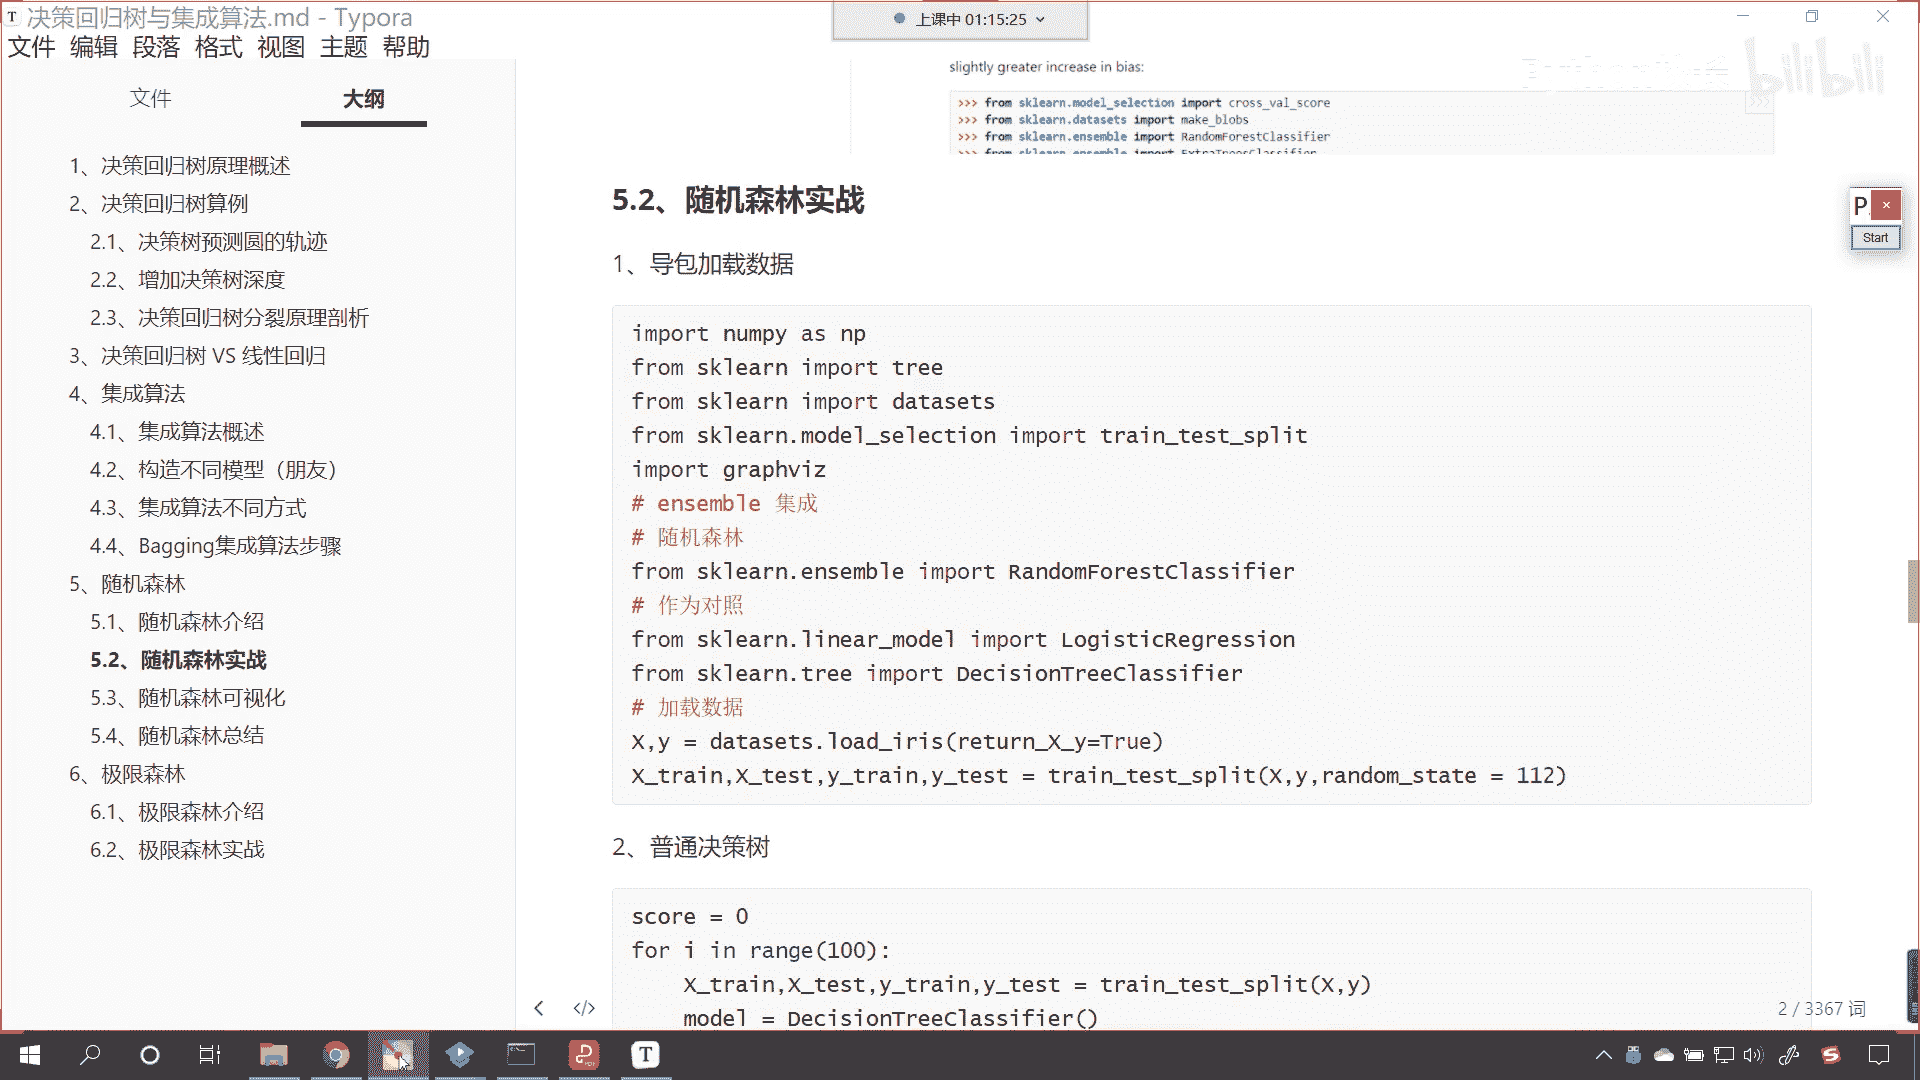 决策回归树与集成算法.md - Typora
上课中 01:15:25
文件 编辑 段落 格式 视图 主题 帮助
文件
大纲
1、决策回归树原理概述
2、决策回归树算例
2.1、决策树预测圆的轨迹
2.2、增加决策树深度
2.3、决策回归树分裂原理剖析
3、决策回归树 VS 线性回归
4、集成算法
4.1、集成算法概述
4.2、构造不同模型（朋友）
4.3、集成算法不同方式
4.4、Bagging集成算法步骤
5、随机森林
5.1、随机森林介绍
5.2、随机森林实战
5.3、随机森林可视化
5.4、随机森林总结
6、极限森林
6.1、极限森林介绍
6.2、极限森林实战
slightly greater increase in bias:
>>> from sklearn.model_selection import cross_val_score
>>> from sklearn.datasets import make_blobs
>>> from sklearn.ensemble import RandomForestClassifier
>>> from sklearn.ensemble import ExtraTreesClassifier
>>>
bilibili
P.
Start
5.2、随机森林实战
1、导包加载数据
import numpy as np
from sklearn import tree
from sklearn import datasets
from sklearn.model_selection import train_test_split
import graphviz
# ensemble 集成
# 随机森林
from sklearn.ensemble import RandomForestClassifier
# 作为对照
from sklearn.linear_model import LogisticRegression
from sklearn.tree import DecisionTreeClassifier
# 加载数据
X,y = datasets.load_iris(return_X_y=True)
X_train,X_test,y_train,y_test = train_test_split(X,y,random_state = 112)
2、普通决策树
score = 0
for i in range(100):
X_train,X_test,y_train,y_test = train_test_split(X,y)
model = DecisionTreeClassifier()
2 / 3367 词